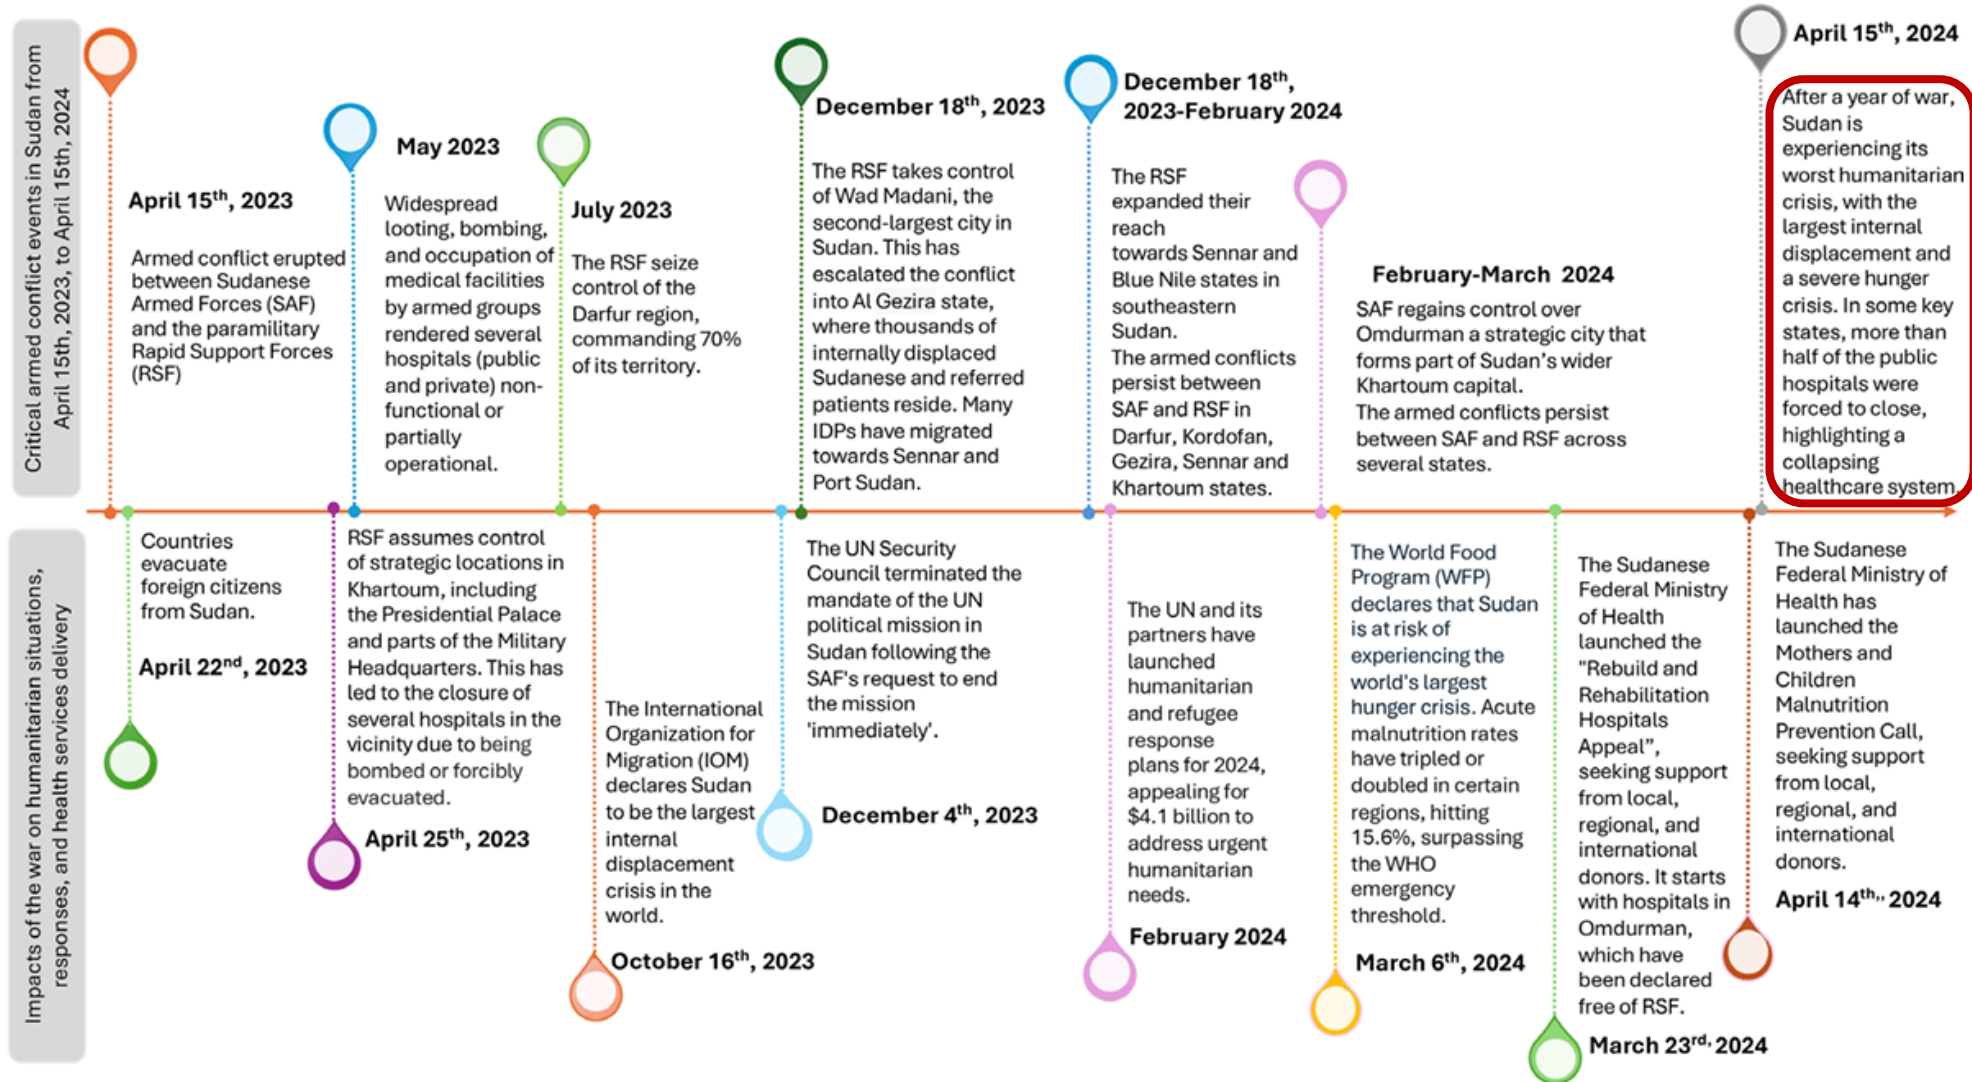 Critical armed conflict events in Sudan from
April 15th, 2023, to April 15th, 2024
April 15th, 2023
Armed conflict erupted
between Sudanese
Armed Forces (SAF)
and the paramilitary
Rapid Support Forces
(RSF)
May 2023
Widespread
looting, bombing,
and occupation of
medical facilities
by armed groups
rendered several
hospitals (public
and private) non-
functional or
partially
operational.
July 2023
The RSF seize
control of the
Darfur region,
commanding 70%
of its territory.
December 18th, 2023
The RSF takes control
of Wad Madani, the
second-largest city in
Sudan. This has
escalated the conflict
into Al Gezira state,
where thousands of
internally displaced
Sudanese and referred
patients reside. Many
IDPs have migrated
towards Sennar and
Port Sudan.
December 18th,
2023-February 2024
The RSF
expanded their
reach
towards Sennar and
Blue Nile states in
southeastern
Sudan.
The armed conflicts
persist between
SAF and RSF in
Darfur, Kordofan,
Gezira, Sennar and
Khartoum states.
February-March 2024
SAF regains control over
Omdurman a strategic city that
forms part of Sudan's wider
Khartoum capital.
The armed conflicts persist
between SAF and RSF across
several states.
April 15th, 2024
After a year of war,
Sudan is
experiencing its
worst humanitarian
crisis, with the
largest internal
displacement and
a severe hunger
crisis. In some key
states, more than
half of the public
hospitals were
forced to close,
highlighting a
collapsing
healthcare system.
Impacts of the war on humanitarian situations,
responses, and health services delivery
Countries
evacuate
foreign citizens
from Sudan.
April 22nd, 2023
RSF assumes control
of strategic locations in
Khartoum, including
the Presidential Palace
and parts of the Military
Headquarters. This has
led to the closure of
several hospitals in the
vicinity due to being
bombed or forcibly
evacuated.
April 25th, 2023
The International
Organization for
Migration (IOM)
declares Sudan
to be the largest
internal
displacement
crisis in the
world.
October 16th, 2023
The UN Security
Council terminated the
mandate of the UN
political mission in
Sudan following the
SAF's request to end
the mission
'immediately'.
December 4th, 2023
The UN and its
partners have
launched
humanitarian
and refugee
response
plans for 2024,
appealing for
$4.1 billion to
address urgent
humanitarian
needs.
February 2024
The World Food
Program (WFP)
declares that Sudan
is at risk of
experiencing the
world's largest
hunger crisis. Acute
malnutrition rates
have tripled or
doubled in certain
regions, hitting
15.6%, surpassing
the WHO
emergency
threshold.
March 6th, 2024
The Sudanese
Federal Ministry
of Health
launched the
"Rebuild and
Rehabilitation
Hospitals
Appeal”,
seeking support
from local,
regional, and
international
donors. It starts
with hospitals in
Omdurman,
which have
been declared
free of RSF.
March 23rd, 2024
The Sudanese
Federal Ministry of
Health has
launched the
Mothers and
Children
Malnutrition
Prevention Call,
seeking support
from local,
regional, and
international
donors.
April 14th,, 2024